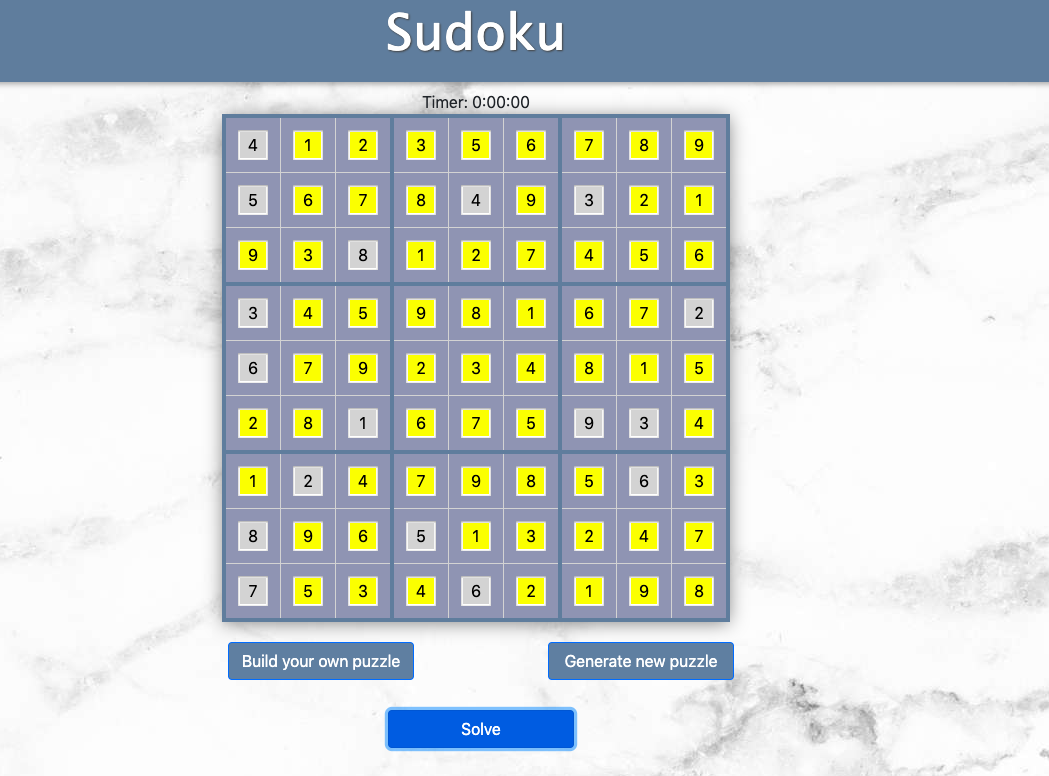 Sudoku
Timer: 0:00:00
4 1 2 3 5 6 7 8 9
5 6 7 8 4 9 3 2 1
9 3 8 1 2 7 4 5 6
3 4 5 9 8 1 6 7 2
6 7 9 2 3 4 8 1 5
2 8 1 6 7 5 9 3 4
1 2 4 7 9 8 5 6 3
8 9 6 5 1 3 2 4 7
7 5 3 4 6 2 1 9 8
Build your own puzzle Generate new puzzle
Solve